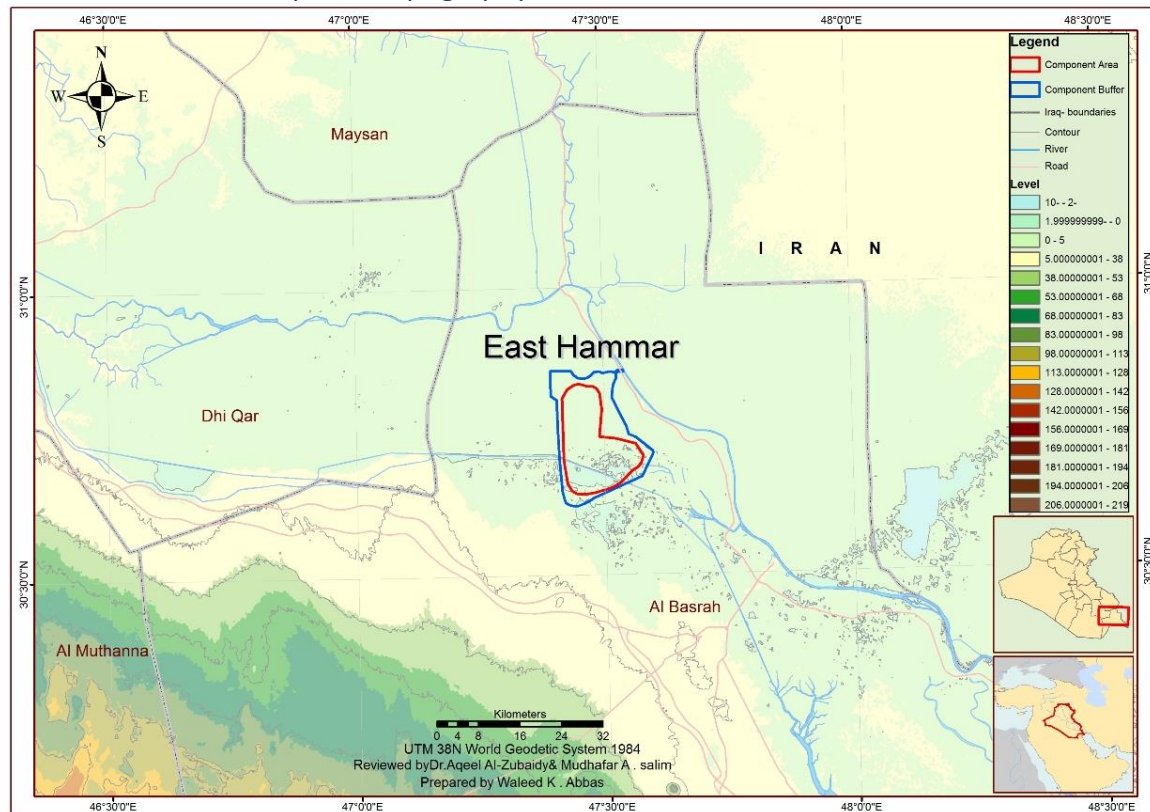 46°30'0"E 47°0'0"E 47°30'0"E 48°0'0"E 48°30'0"E
N
W E
S
Maysan
I R A N
31°0'0"N
31°0'0"N
East Hammar
Dhi Qar
30°30'0"N
30°30'0"N
Al Basrah
Al Muthanna
Kilometers
0 4 8 16 24 32
UTM 38N World Geodetic System 1984
Reviewed byDr.Aqeel Al-Zubaidy& Mudhafar A . salim
Prepared by Waleed K . Abbas
46°30'0"E 47°0'0"E 47°30'0"E 48°0'0"E 48°30'0"E
Legend
Component Area
Component Buffer
Iraq- boundaries
Contour
River
Road
Level
10- - 2-
1.999999999- - 0
0 - 5
5.000000001 - 38
38.00000001 - 53
53.00000001 - 68
68.00000001 - 83
83.00000001 - 98
98.00000001 - 113
113.0000001 - 128
128.0000001 - 142
142.0000001 - 156
156.0000001 - 169
169.0000001 - 181
181.0000001 - 194
194.0000001 - 206
206.0000001 - 219